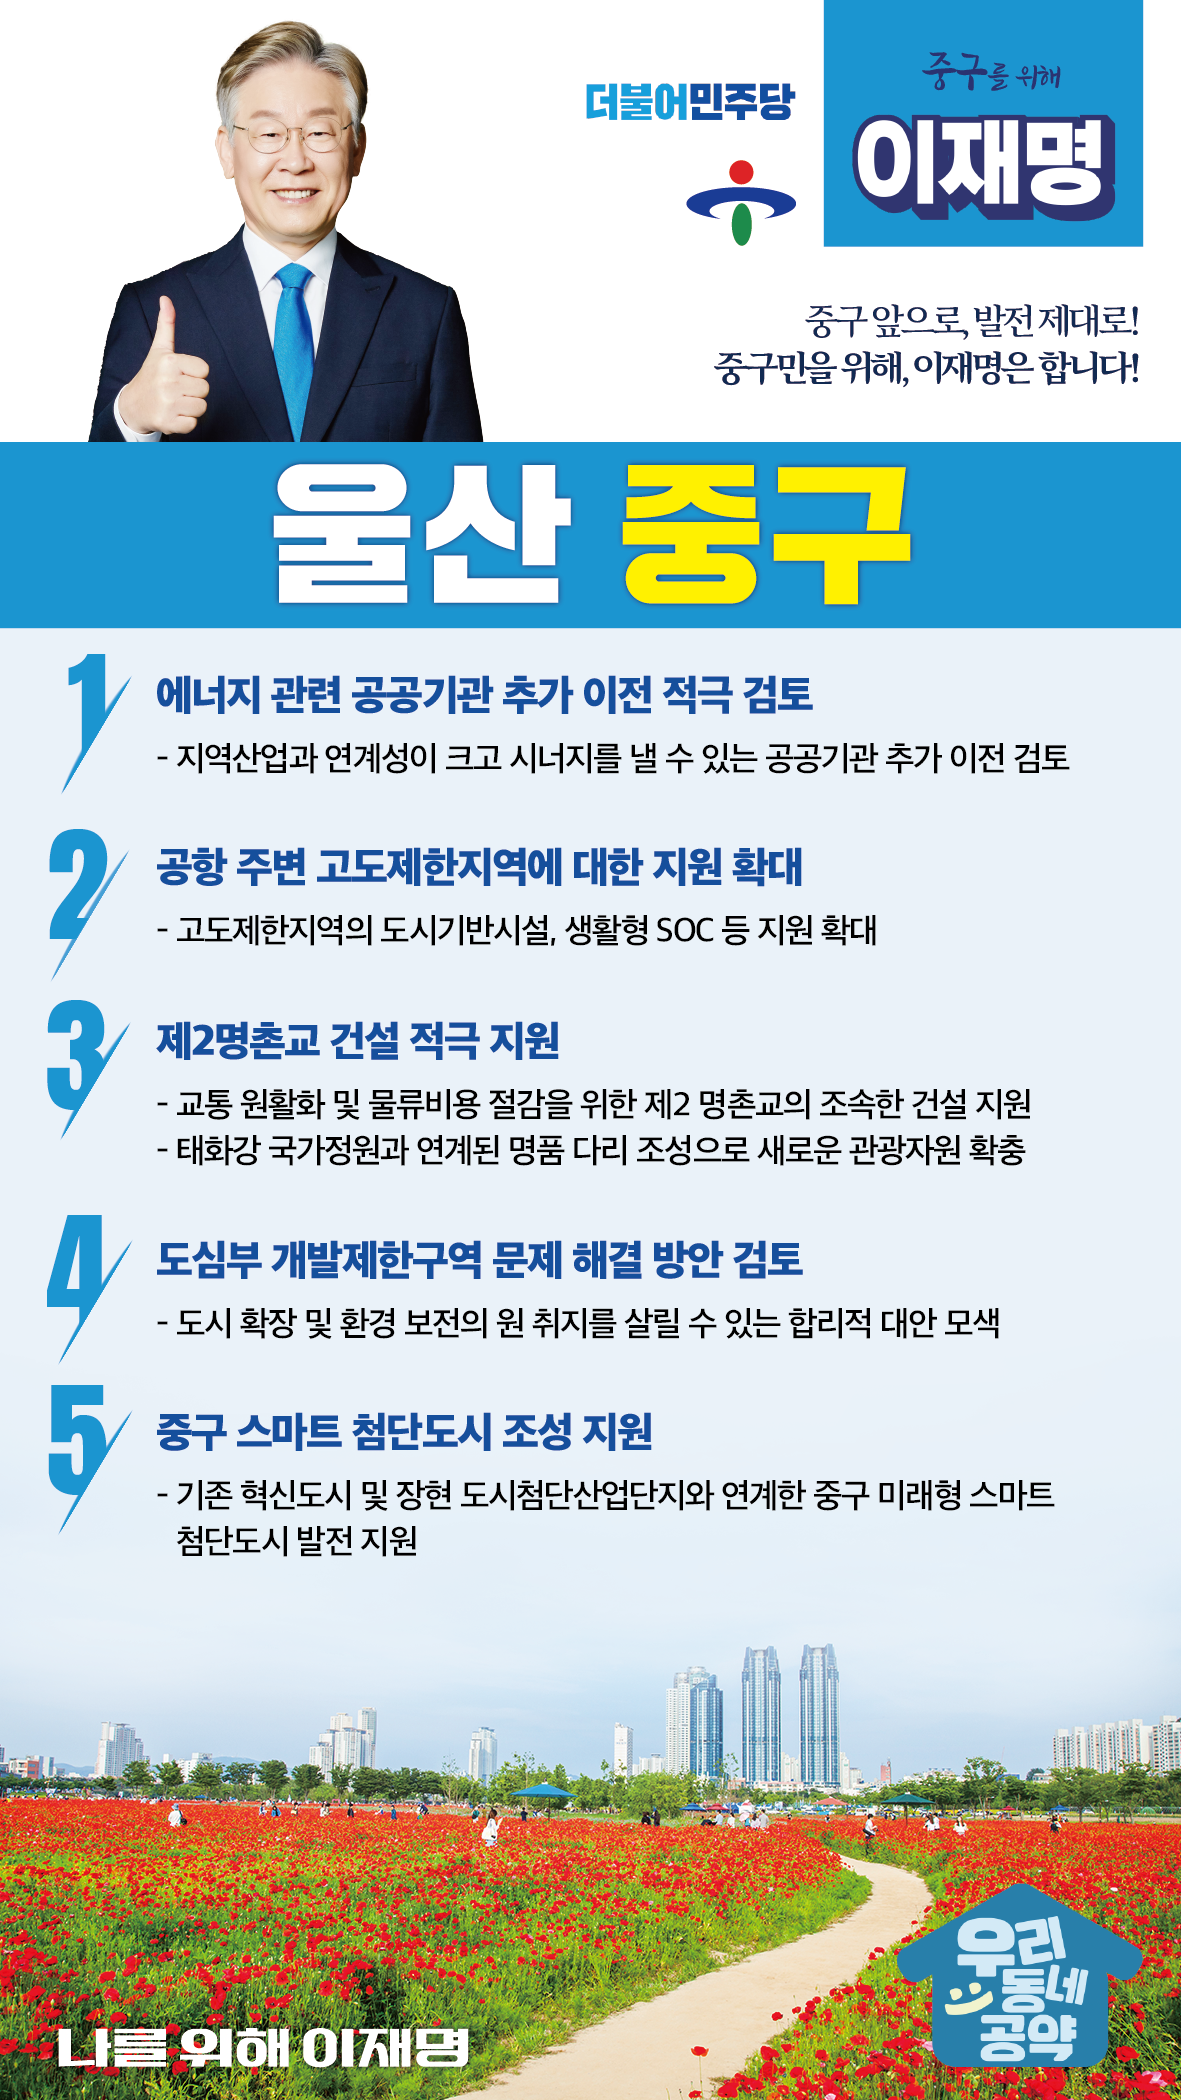 더불어민주당
중구를 위해
이재명
중구 앞으로, 발전 제대로!
중구민을 위해, 이재명은 합니다!
울산 중구
1
에너지 관련 공공기관 추가 이전 적극 검토
- 지역산업과 연계성이 크고 시너지를 낼 수 있는 공공기관 추가 이전 검토
2
공항 주변 고도제한지역에 대한 지원 확대
- 고도제한지역의 도시기반시설, 생활형 SOC 등 지원 확대
3
제2명촌교 건설 적극 지원
- 교통 원활화 및 물류비용 절감을 위한 제2 명촌교의 조속한 건설 지원
- 태화강 국가정원과 연계된 명품 다리 조성으로 새로운 관광자원 확충
4
도심부 개발제한구역 문제 해결 방안 검토
- 도시 확장 및 환경 보전의 원 취지를 살릴 수 있는 합리적 대안 모색
5
중구 스마트 첨단도시 조성 지원
- 기존 혁신도시 및 장현 도시첨단산업단지와 연계한 중구 미래형 스마트
첨단도시 발전 지원
우리
동네
공약
나를 위해 이재명